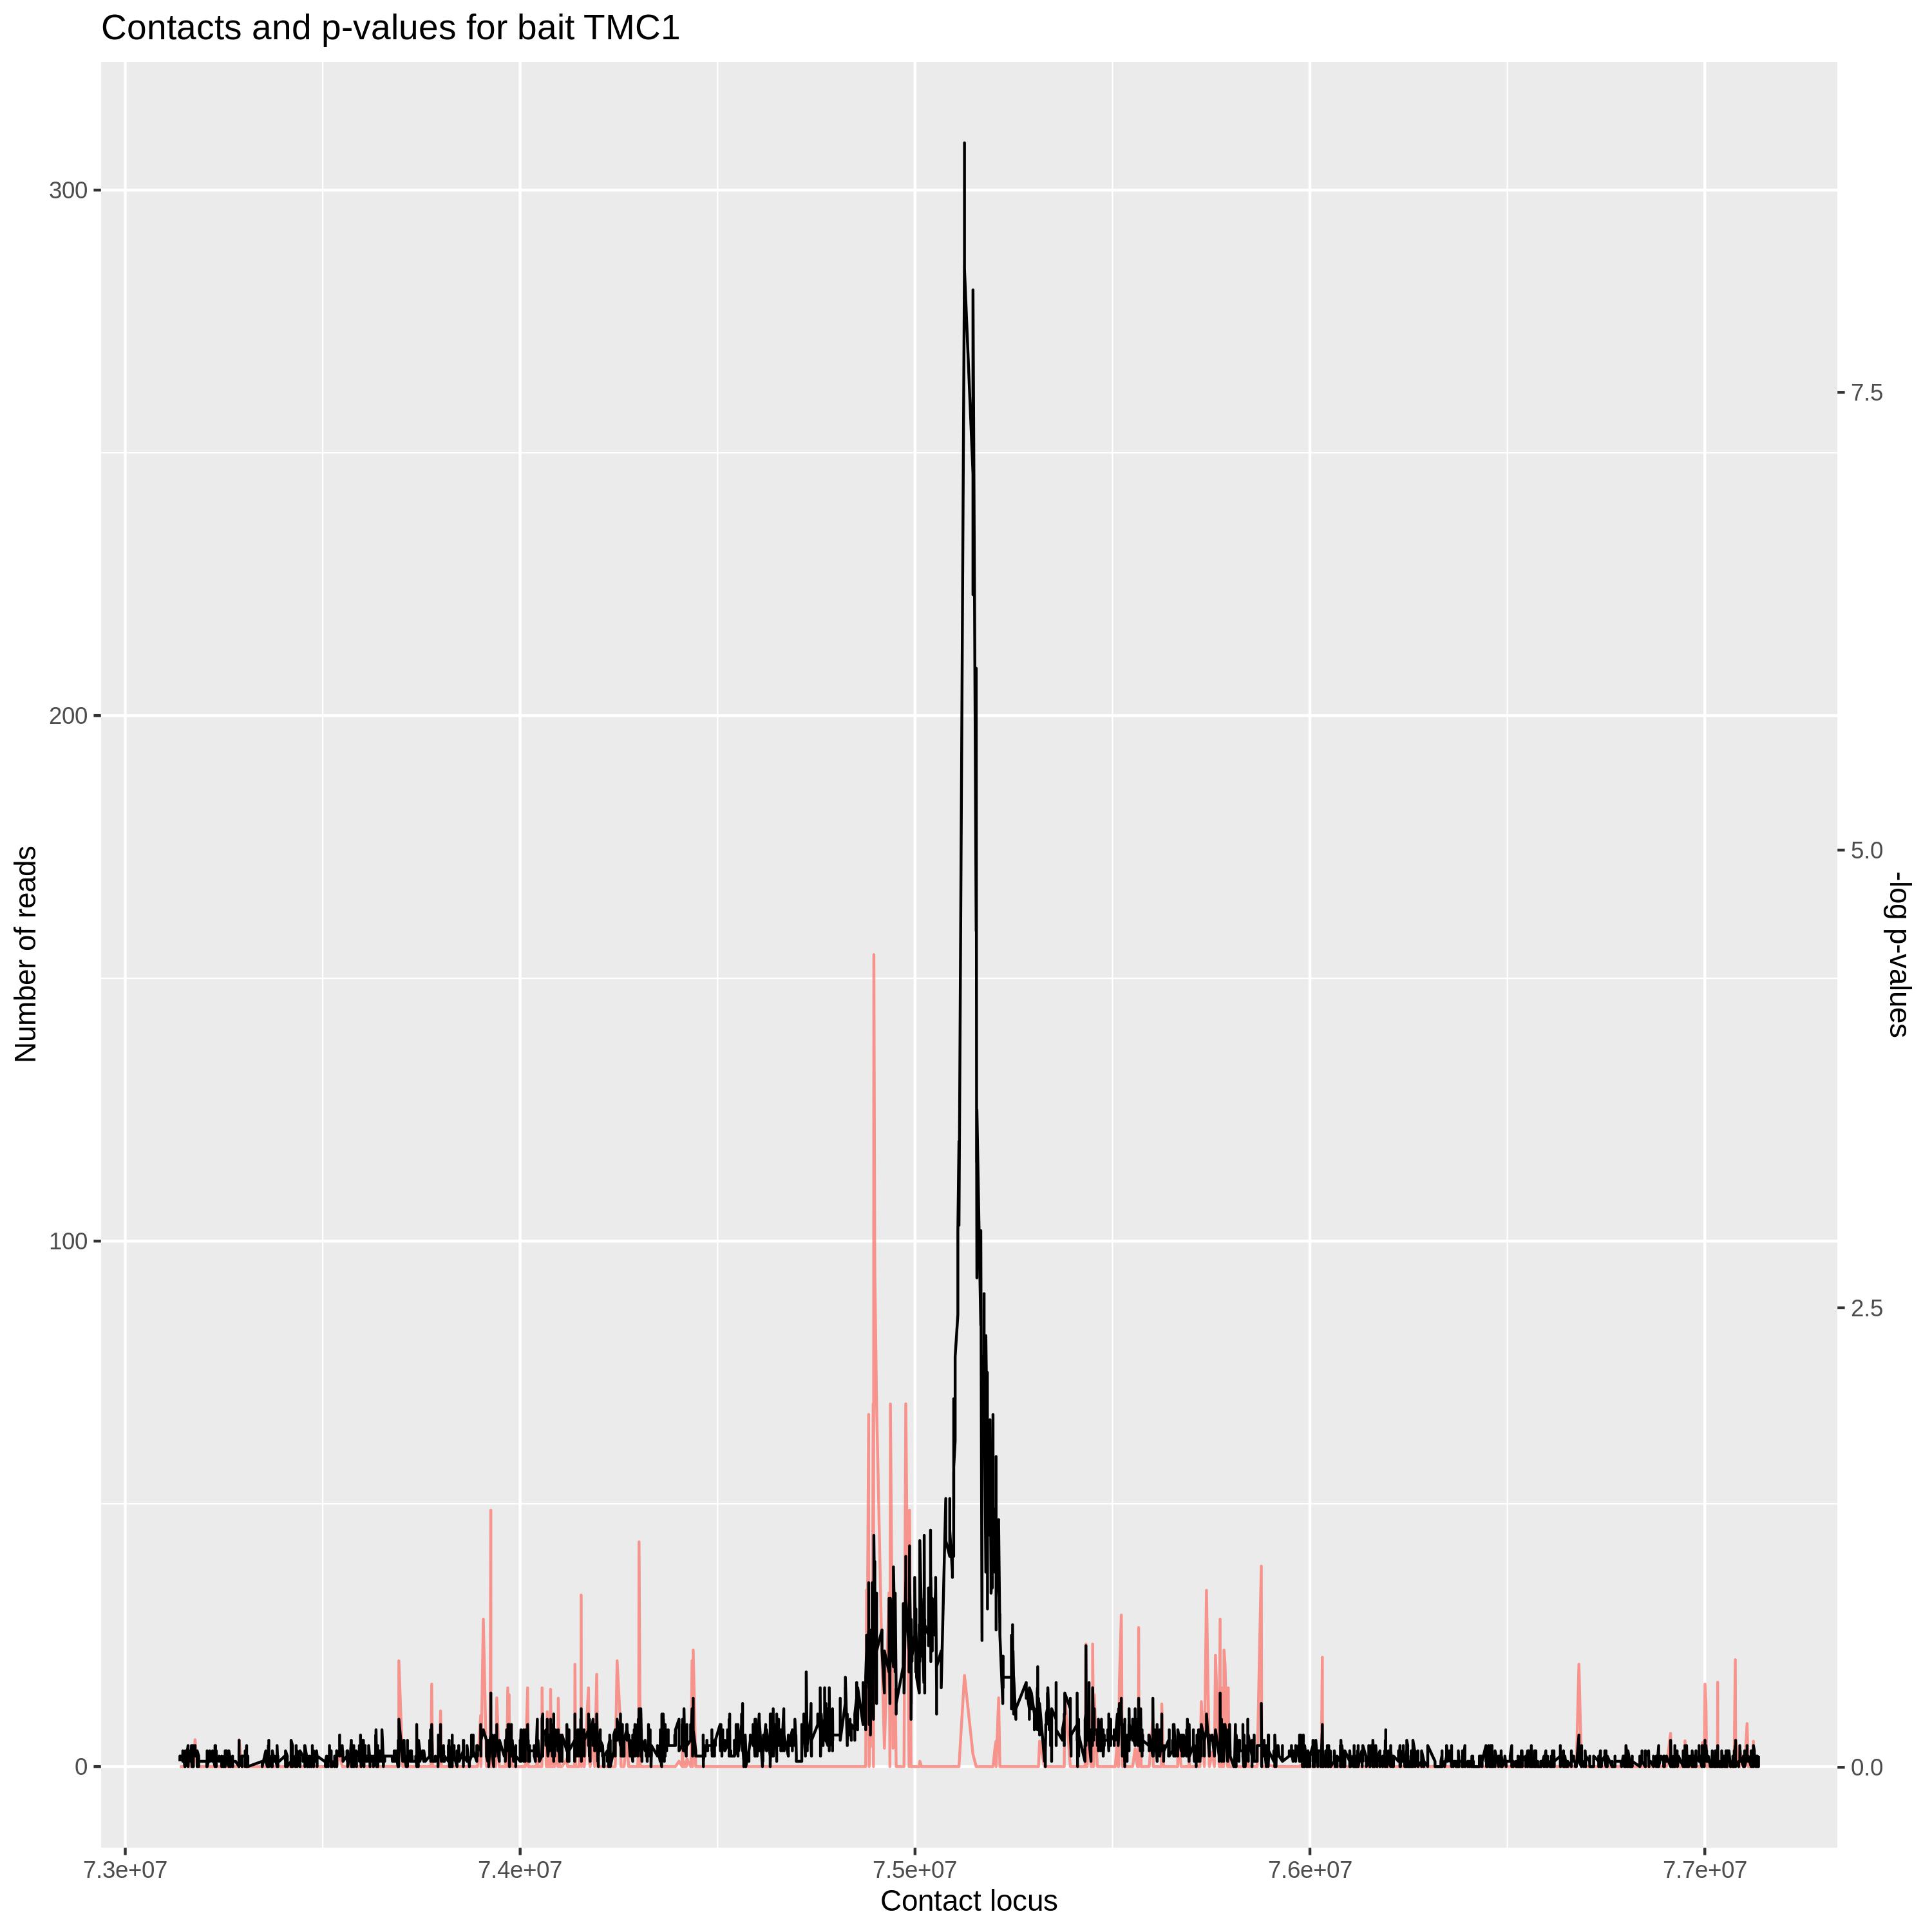 Contacts and p-values for bait TMC1
300
200
100
0
Number of reads
7.5
5.0
2.5
0.0
-log p-values
7.3e+07
7.4e+07
7.5e+07
7.6e+07
7.7e+07
Contact locus